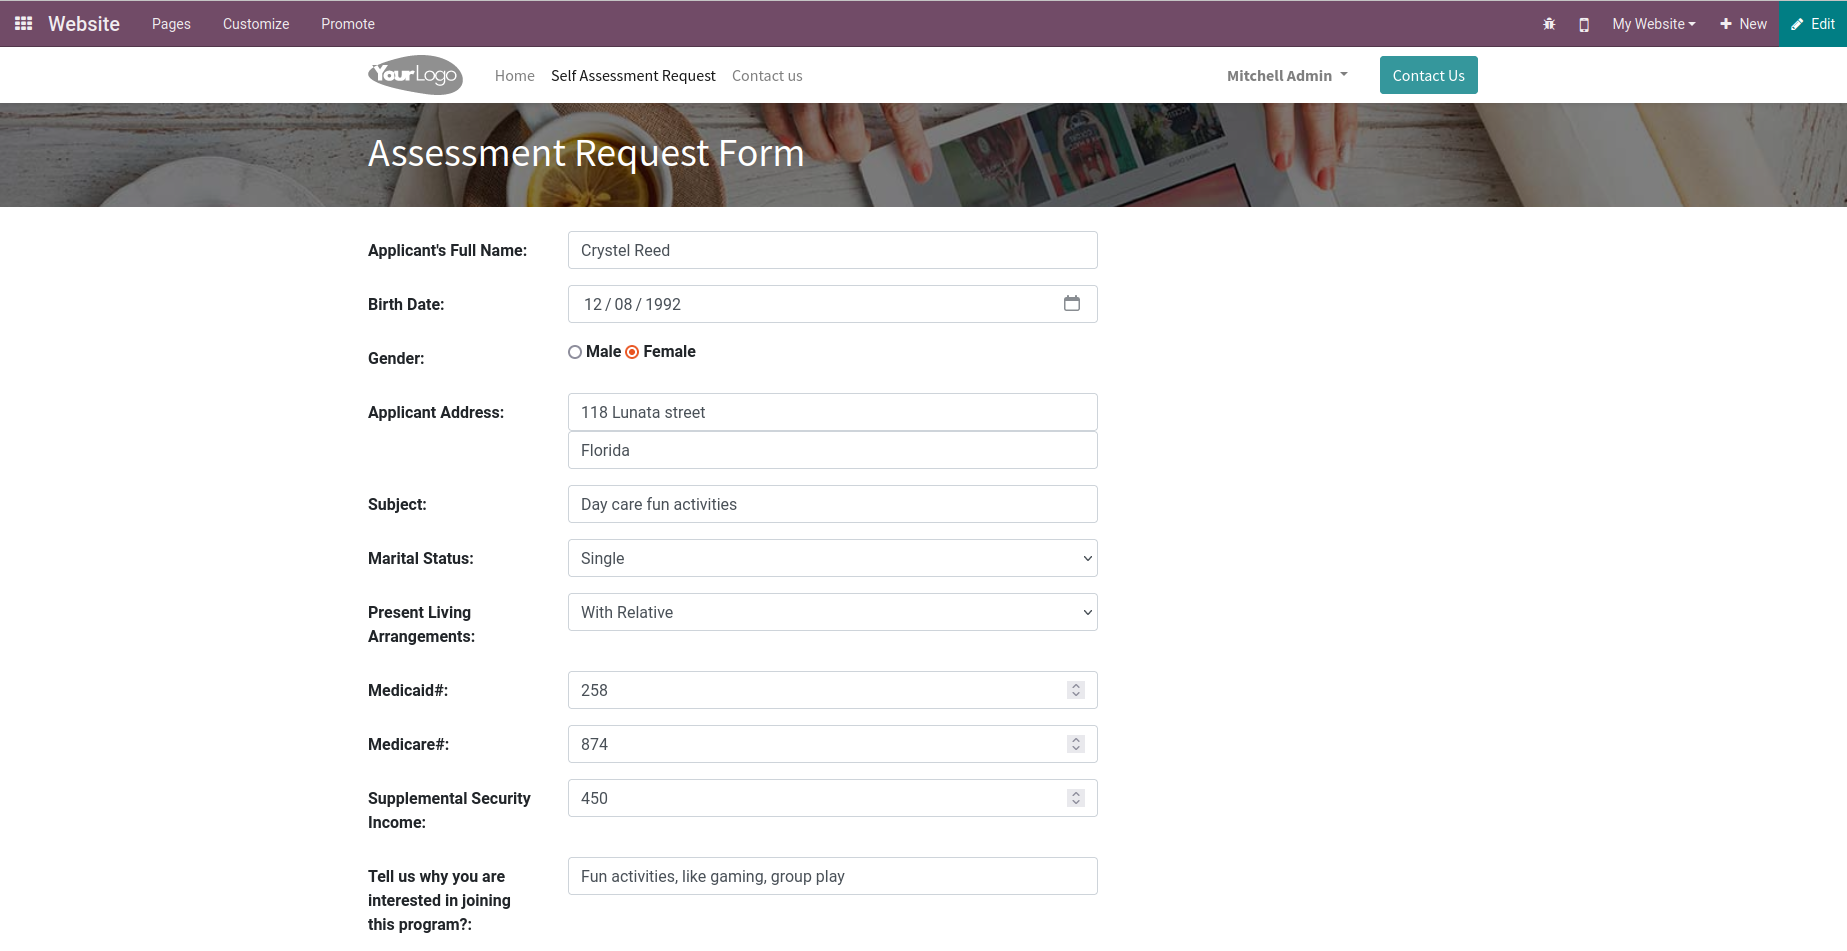 Website Pages Customize Promote My Website New Edit
YourLogo Home Self Assessment Request Contact us Mitchell Admin Contact Us
Assessment Request Form
Applicant's Full Name: Crystel Reed
Birth Date: 12 / 08 / 1992
Gender: Male Female
Applicant Address: 118 Lunata street
Florida
Subject: Day care fun activities
Marital Status: Single
Present Living With Relative
Arrangements:
Medicaid#: 258
Medicare#: 874
Supplemental Security 450
Income:
Tell us why you are Fun activities, like gaming, group play
interested in joining
this program?: